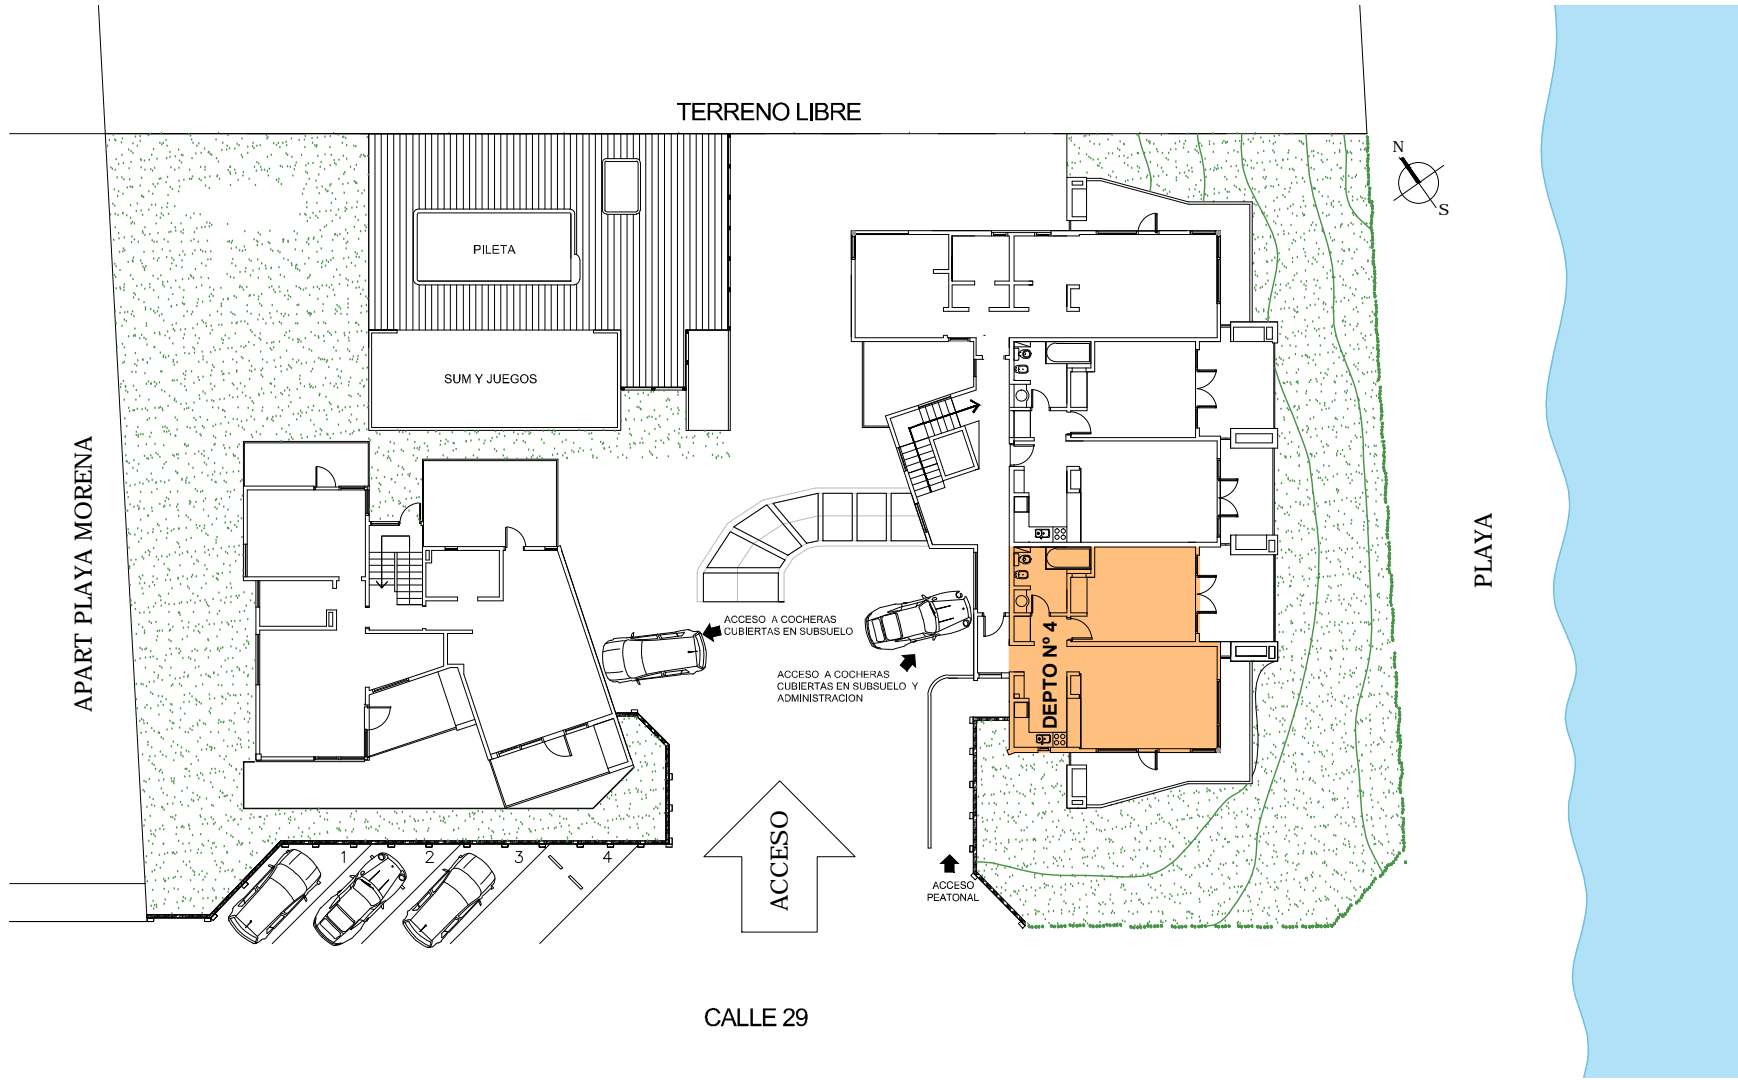 TERRENO LIBRE
N
S
PILETA
SUM Y JUEGOS
APART PLAYA MORENA
PLAYA
ACCESO A COCHERAS
CUBIERTAS EN SUBSUELO
ACCESO A COCHERAS
CUBIERTAS EN SUBSUELO Y
ADMINISTRACION
DEPTO Nº 4
1
2
3
4
ACCESO
ACCESO
PEATONAL
CALLE 29